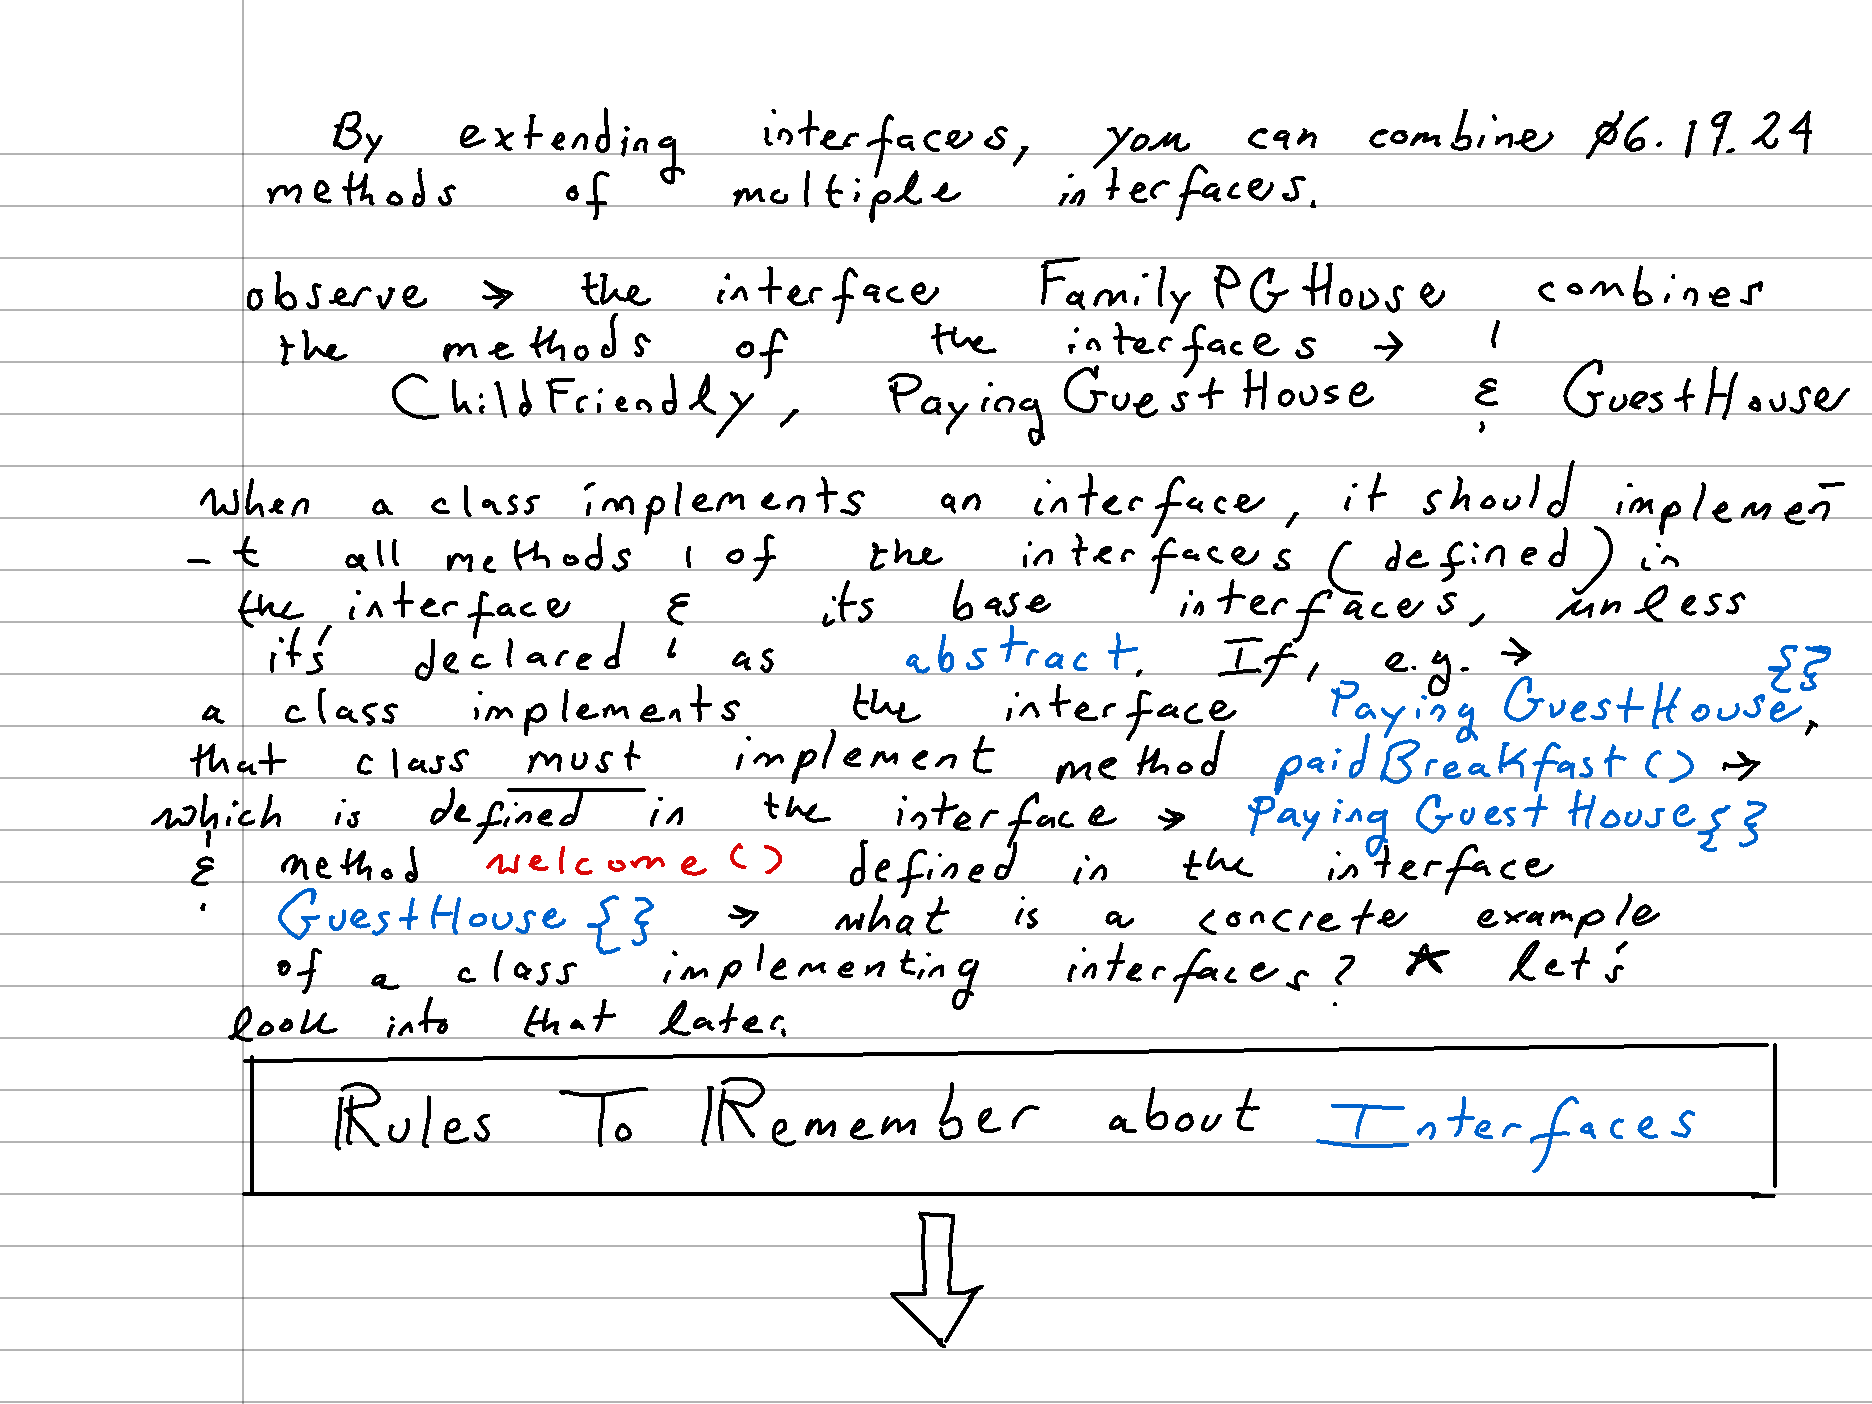 By extending interfaces, you can combine 06.19.24
methods of multiple interfaces.
observe → the interface FamilyPGHouse combines
the methods of the interfaces →
ChildFriendly, PayingGuestHouse & GuestHouse
when a class implements an interface, it should implemen
- t all methods of the interfaces (defined) in
the interface & its base interfaces, unless
it's declared as abstract. If, e.g. → {}
a class implements the interface PayingGuestHouse,
that class must implement method paidBreakfast() →
which is defined in the interface → PayingGuestHouse{}
& method welcome() defined in the interface
GuestHouse{} → what is a concrete example
of a class implementing interfaces? ★ let's
look into that later.
Rules To Remember about Interfaces